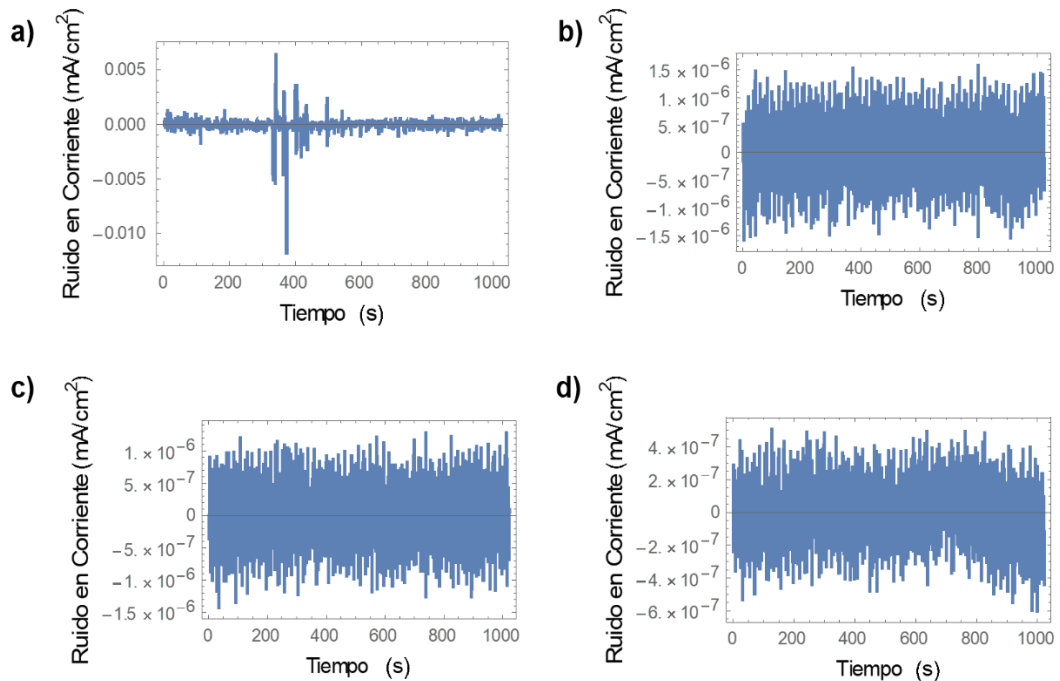 a)
Ruido en Corriente (mA/cm²)
0.005
0.000
−0.005
−0.010
0 200 400 600 800 1000
Tiempo (s)
b)
Ruido en Corriente (mA/cm²)
1.5 × 10⁻⁶
1. × 10⁻⁶
5. × 10⁻⁷
0
−5. × 10⁻⁷
−1. × 10⁻⁶
−1.5 × 10⁻⁶
0 200 400 600 800 1000
Tiempo (s)
c)
Ruido en Corriente (mA/cm²)
1. × 10⁻⁶
5. × 10⁻⁷
0
−5. × 10⁻⁷
−1. × 10⁻⁶
−1.5 × 10⁻⁶
0 200 400 600 800 1000
Tiempo (s)
d)
Ruido en Corriente (mA/cm²)
4. × 10⁻⁷
2. × 10⁻⁷
0
−2. × 10⁻⁷
−4. × 10⁻⁷
−6. × 10⁻⁷
0 200 400 600 800 1000
Tiempo (s)